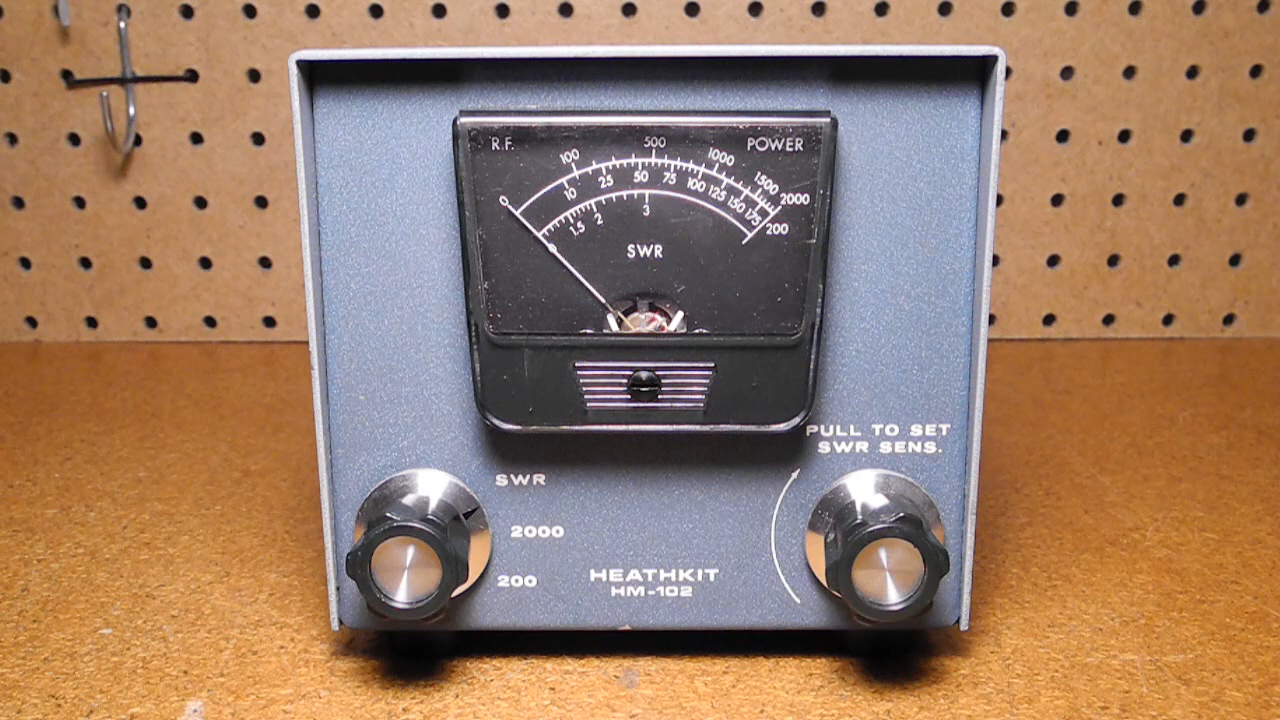 R.F. POWER
0 100 500 1000 1500 2000
10 25 50 75 100 125 150 175 200
1.5 2 3
SWR
PULL TO SET
SWR SENS.
SWR
2000
200
HEATHKIT
HM-102